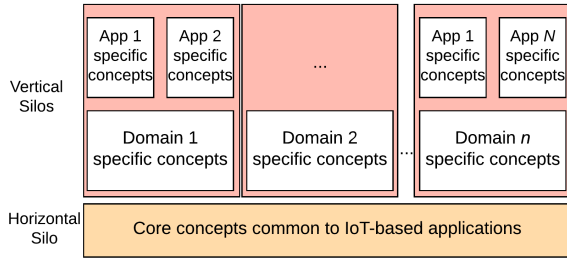 App 1
specific
concepts
App 2
specific
concepts
...
App 1
specific
concepts
App N
specific
concepts
Vertical
Silos
Domain 1
specific concepts
Domain 2
specific concepts
...
Domain n
specific concepts
Horizontal
Silo
Core concepts common to IoT-based applications